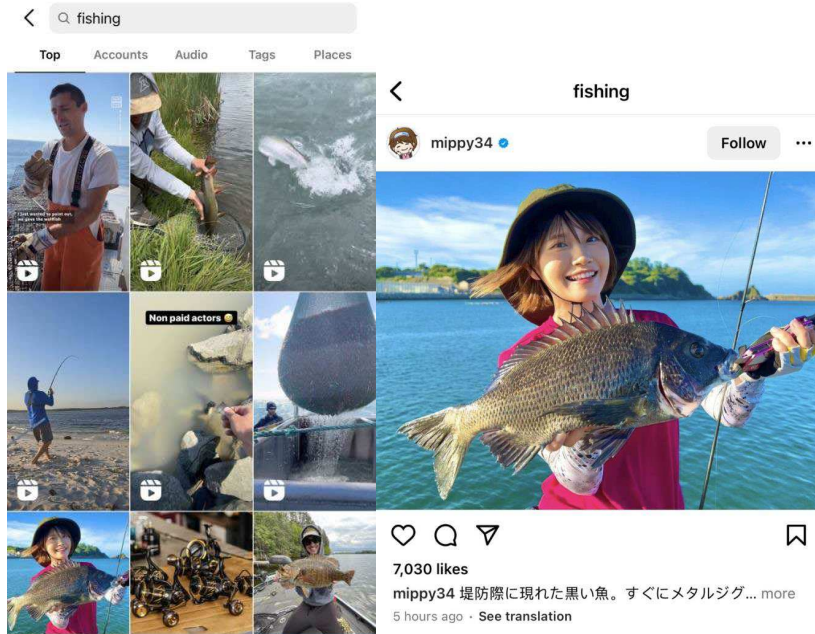 fishing
Top
Accounts
Audio
Tags
Places
I just wanted to point out,
we gave the wolffish
Non paid actors 😅
fishing
mippy34
Follow
7,030 likes
mippy34 堤防際に現れた黒い魚。すぐにメタルジグ... more
5 hours ago · See translation